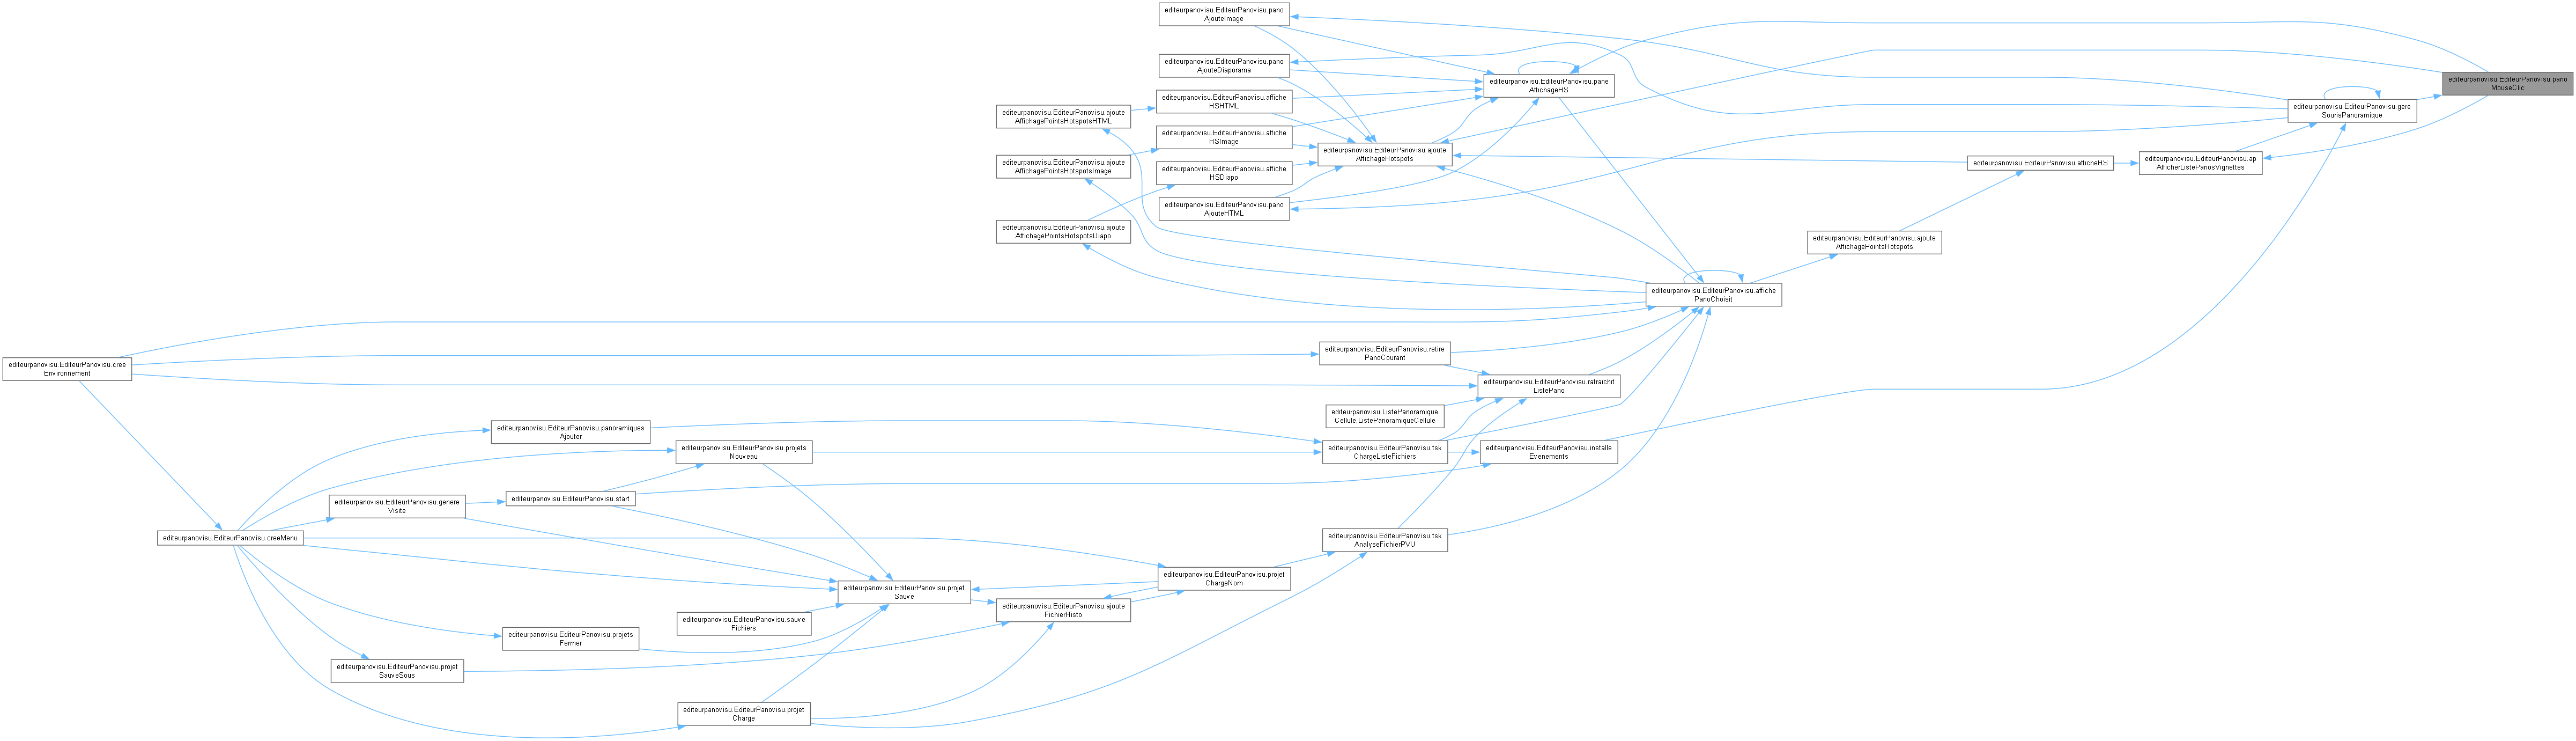 editeurpanovisu.EditeurPanovisu.pano
AjouteImage
editeurpanovisu.EditeurPanovisu.pano
AjouteDiaporama
editeurpanovisu.EditeurPanovisu.pane
AffichageHS
editeurpanovisu.EditeurPanovisu.pano
MouseClic
editeurpanovisu.EditeurPanovisu.affiche
HSHTML
editeurpanovisu.EditeurPanovisu.ajoute
AffichagePointsHotspotsHTML
editeurpanovisu.EditeurPanovisu.gere
SourisPanoramique
editeurpanovisu.EditeurPanovisu.affiche
HSImage
editeurpanovisu.EditeurPanovisu.ajoute
AffichageHotspots
editeurpanovisu.EditeurPanovisu.ajoute
AffichagePointsHotspotsImage
editeurpanovisu.EditeurPanovisu.affiche
HSDiapo
editeurpanovisu.EditeurPanovisu.afficheHS
editeurpanovisu.EditeurPanovisu.ap
AfficherListePanosVignettes
editeurpanovisu.EditeurPanovisu.pano
AjouteHTML
editeurpanovisu.EditeurPanovisu.ajoute
AffichagePointsHotspotsDiapo
editeurpanovisu.EditeurPanovisu.ajoute
AffichagePointsHotspots
editeurpanovisu.EditeurPanovisu.affiche
PanoChoisit
editeurpanovisu.EditeurPanovisu.cree
Environnement
editeurpanovisu.EditeurPanovisu.retire
PanoCourant
editeurpanovisu.EditeurPanovisu.rafraichit
ListePano
editeurpanovisu.ListePanoramique
Cellule.ListePanoramiqueCellule
editeurpanovisu.EditeurPanovisu.panoramiques
Ajouter
editeurpanovisu.EditeurPanovisu.projets
Nouveau
editeurpanovisu.EditeurPanovisu.tsk
ChargeListeFichiers
editeurpanovisu.EditeurPanovisu.installe
Evenements
editeurpanovisu.EditeurPanovisu.genere
Visite
editeurpanovisu.EditeurPanovisu.start
editeurpanovisu.EditeurPanovisu.creeMenu
editeurpanovisu.EditeurPanovisu.tsk
AnalyseFichierPVU
editeurpanovisu.EditeurPanovisu.projet
ChargeNom
editeurpanovisu.EditeurPanovisu.projet
Sauve
editeurpanovisu.EditeurPanovisu.ajoute
FichierHisto
editeurpanovisu.EditeurPanovisu.sauve
Fichiers
editeurpanovisu.EditeurPanovisu.projets
Fermer
editeurpanovisu.EditeurPanovisu.projet
SauveSous
editeurpanovisu.EditeurPanovisu.projet
Charge